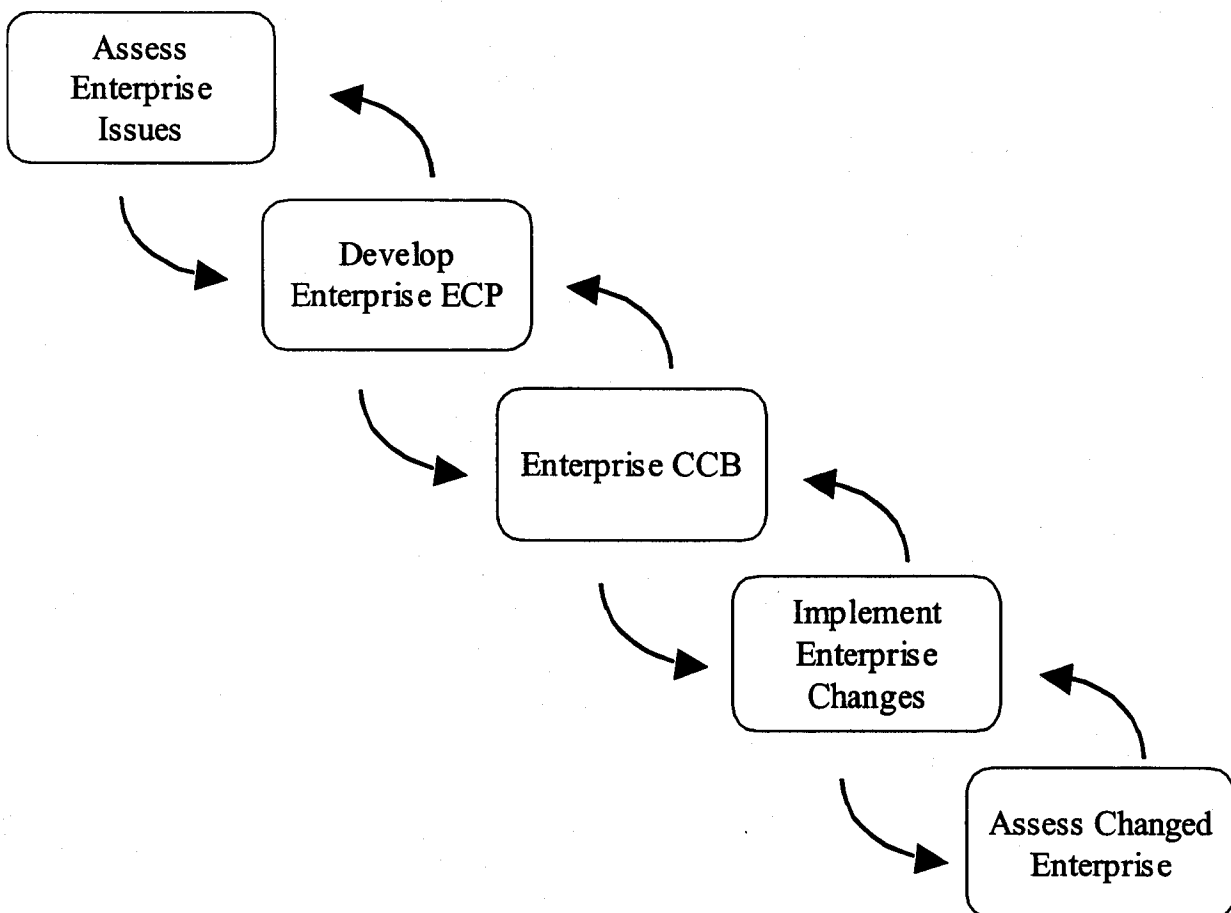 Assess
Enterprise
Issues
Develop
Enterprise ECP
Enterprise CCB
Implement
Enterprise
Changes
Assess Changed
Enterprise